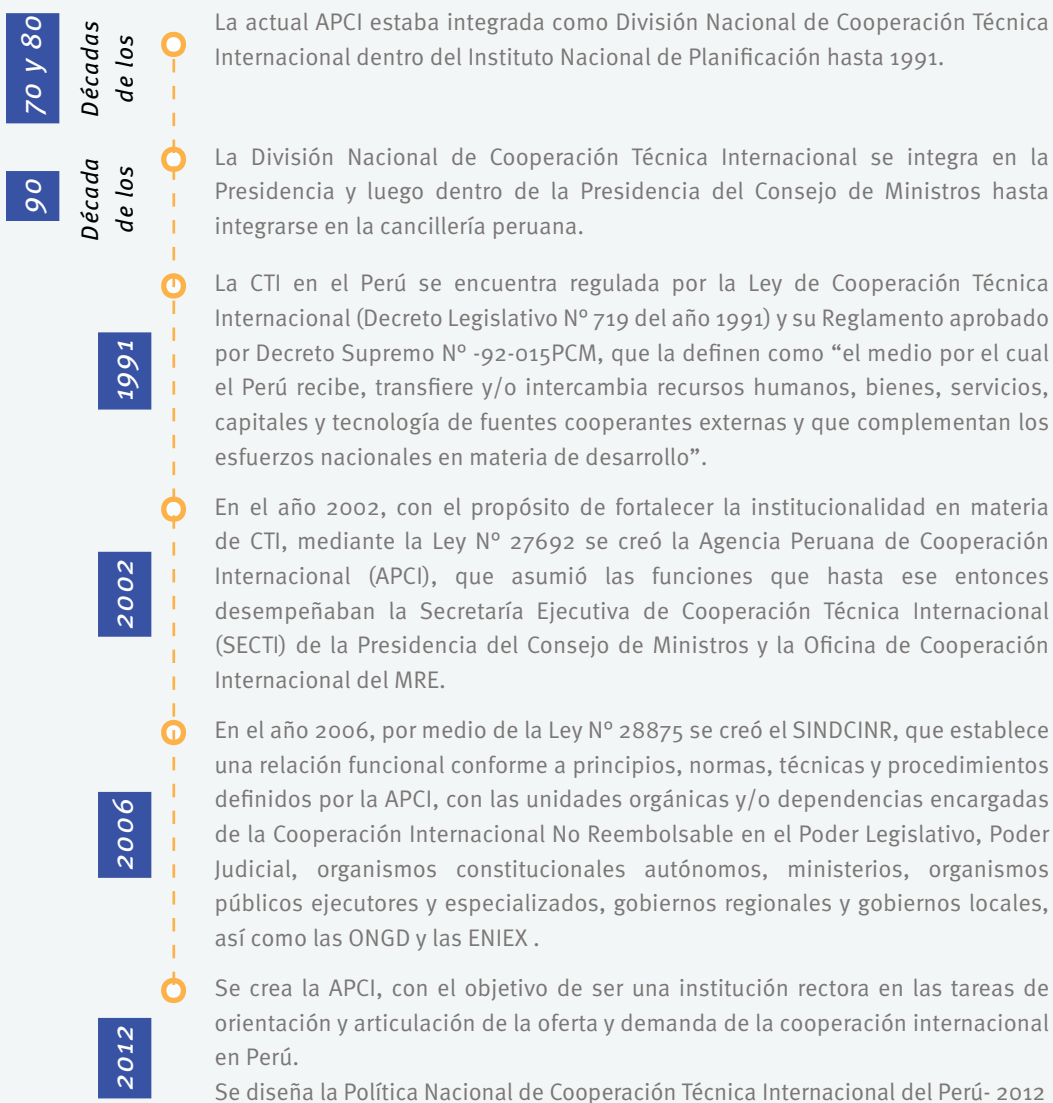 Décadas
de los
70 y 80
La actual APCI estaba integrada como División Nacional de Cooperación Técnica
Internacional dentro del Instituto Nacional de Planificación hasta 1991.
Década
de los
90
La División Nacional de Cooperación Técnica Internacional se integra en la
Presidencia y luego dentro de la Presidencia del Consejo de Ministros hasta
integrarse en la cancillería peruana.
1991
La CTI en el Perú se encuentra regulada por la Ley de Cooperación Técnica
Internacional (Decreto Legislativo Nº 719 del año 1991) y su Reglamento aprobado
por Decreto Supremo Nº -92-015PCM, que la definen como “el medio por el cual
el Perú recibe, transfiere y/o intercambia recursos humanos, bienes, servicios,
capitales y tecnología de fuentes cooperantes externas y que complementan los
esfuerzos nacionales en materia de desarrollo”.
2002
En el año 2002, con el propósito de fortalecer la institucionalidad en materia
de CTI, mediante la Ley Nº 27692 se creó la Agencia Peruana de Cooperación
Internacional (APCI), que asumió las funciones que hasta ese entonces
desempeñaban la Secretaría Ejecutiva de Cooperación Técnica Internacional
(SECTI) de la Presidencia del Consejo de Ministros y la Oficina de Cooperación
Internacional del MRE.
2006
En el año 2006, por medio de la Ley Nº 28875 se creó el SINDCINR, que establece
una relación funcional conforme a principios, normas, técnicas y procedimientos
definidos por la APCI, con las unidades orgánicas y/o dependencias encargadas
de la Cooperación Internacional No Reembolsable en el Poder Legislativo, Poder
Judicial, organismos constitucionales autónomos, ministerios, organismos
públicos ejecutores y especializados, gobiernos regionales y gobiernos locales,
así como las ONGD y las ENIEX .
2012
Se crea la APCI, con el objetivo de ser una institución rectora en las tareas de
orientación y articulación de la oferta y demanda de la cooperación internacional
en Perú.
Se diseña la Política Nacional de Cooperación Técnica Internacional del Perú- 2012